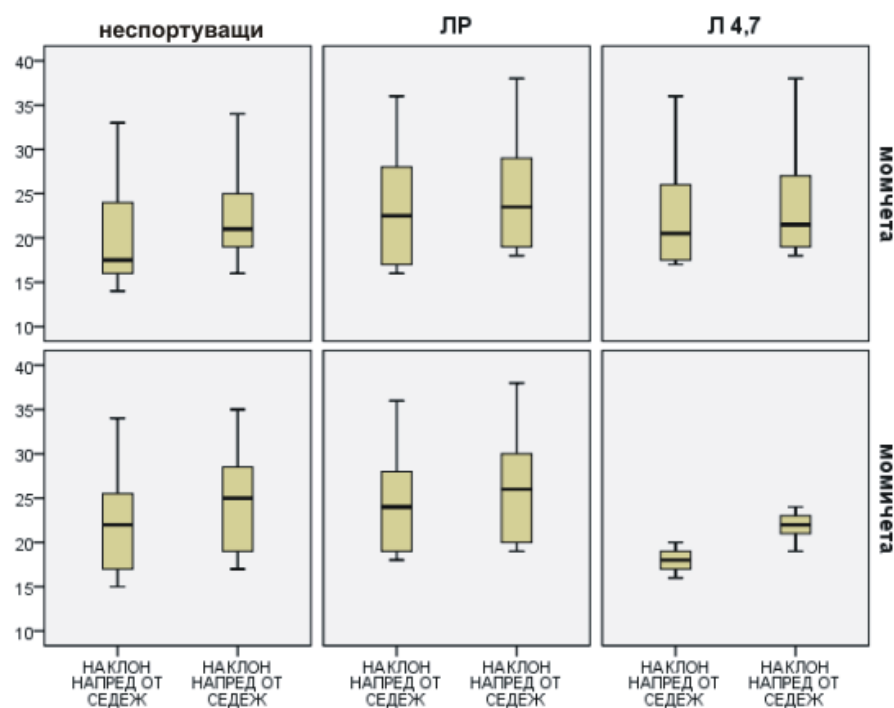 неспортуващи
ЛР
Л 4,7
40
35
30
25
20
15
10
момчета
40
35
30
25
20
15
10
момичета
НАКЛОН
НАПРЕД ОТ
СЕДЕЖ
НАКЛОН
НАПРЕД ОТ
СЕДЕЖ
НАКЛОН
НАПРЕД ОТ
СЕДЕЖ
НАКЛОН
НАПРЕД ОТ
СЕДЕЖ
НАКЛОН
НАПРЕД ОТ
СЕДЕЖ
НАКЛОН
НАПРЕД ОТ
СЕДЕЖ